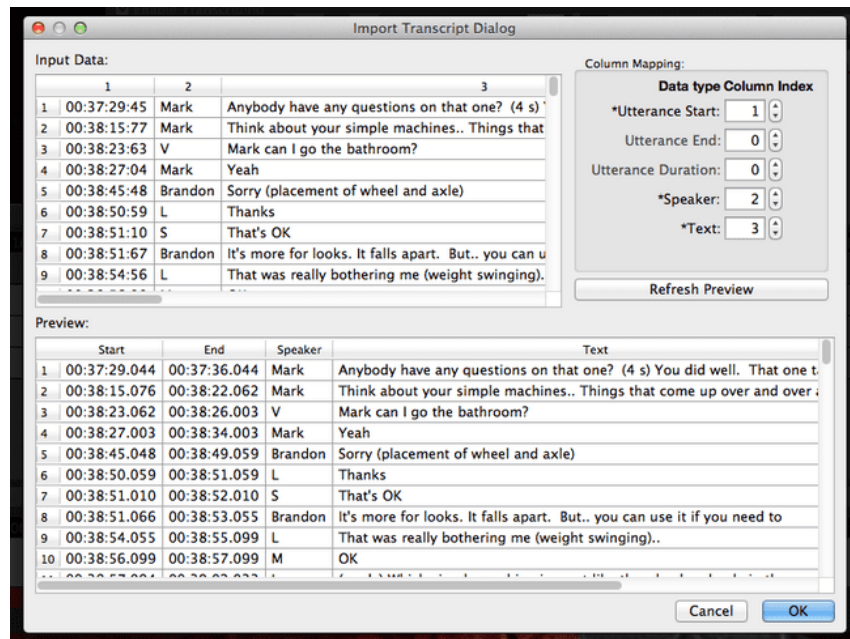 Import Transcript Dialog
Input Data:
1 2 3
1 00:37:29:45 Mark Anybody have any questions on that one? (4 s)
2 00:38:15:77 Mark Think about your simple machines.. Things that
3 00:38:23:63 V Mark can I go the bathroom?
4 00:38:27:04 Mark Yeah
5 00:38:45:48 Brandon Sorry (placement of wheel and axle)
6 00:38:50:59 L Thanks
7 00:38:51:10 S That's OK
8 00:38:51:67 Brandon It's more for looks. It falls apart. But.. you can u
9 00:38:54:56 L That was really bothering me (weight swinging).
Column Mapping:
Data type Column Index
*Utterance Start: 1
Utterance End: 0
Utterance Duration: 0
*Speaker: 2
*Text: 3
Refresh Preview
Preview:
Start End Speaker Text
1 00:37:29.044 00:37:36.044 Mark Anybody have any questions on that one? (4 s) You did well. That one t
2 00:38:15.076 00:38:22.062 Mark Think about your simple machines.. Things that come up over and over
3 00:38:23.062 00:38:26.003 V Mark can I go the bathroom?
4 00:38:27.003 00:38:34.003 Mark Yeah
5 00:38:45.048 00:38:49.059 Brandon Sorry (placement of wheel and axle)
6 00:38:50.059 00:38:51.059 L Thanks
7 00:38:51.010 00:38:52.010 S That's OK
8 00:38:51.066 00:38:53.055 Brandon It's more for looks. It falls apart. But.. you can use it if you need to
9 00:38:54.055 00:38:55.099 L That was really bothering me (weight swinging)..
10 00:38:56.099 00:38:57.099 M OK
Cancel OK